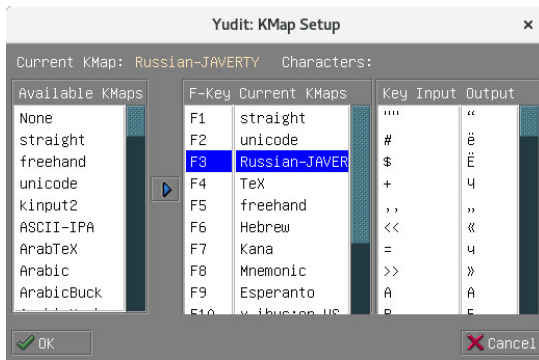 Yudit: KMap Setup
Current KMap: Russian-JAVERTY Characters:
Available KMaps
None
straight
freehand
unicode
kinput2
ASCII-IPA
ArabTeX
Arabic
ArabicBuck
F-Key Current KMaps
F1 straight
F2 unicode
F3 Russian-JAVER
F4 TeX
F5 freehand
F6 Hebrew
F7 Kana
F8 Mnemonic
F9 Esperanto
Key Input Output
"" “
# ё
$ Ё
+ Ч
,, „
<< «
= ч
>> »
A А
OK
Cancel